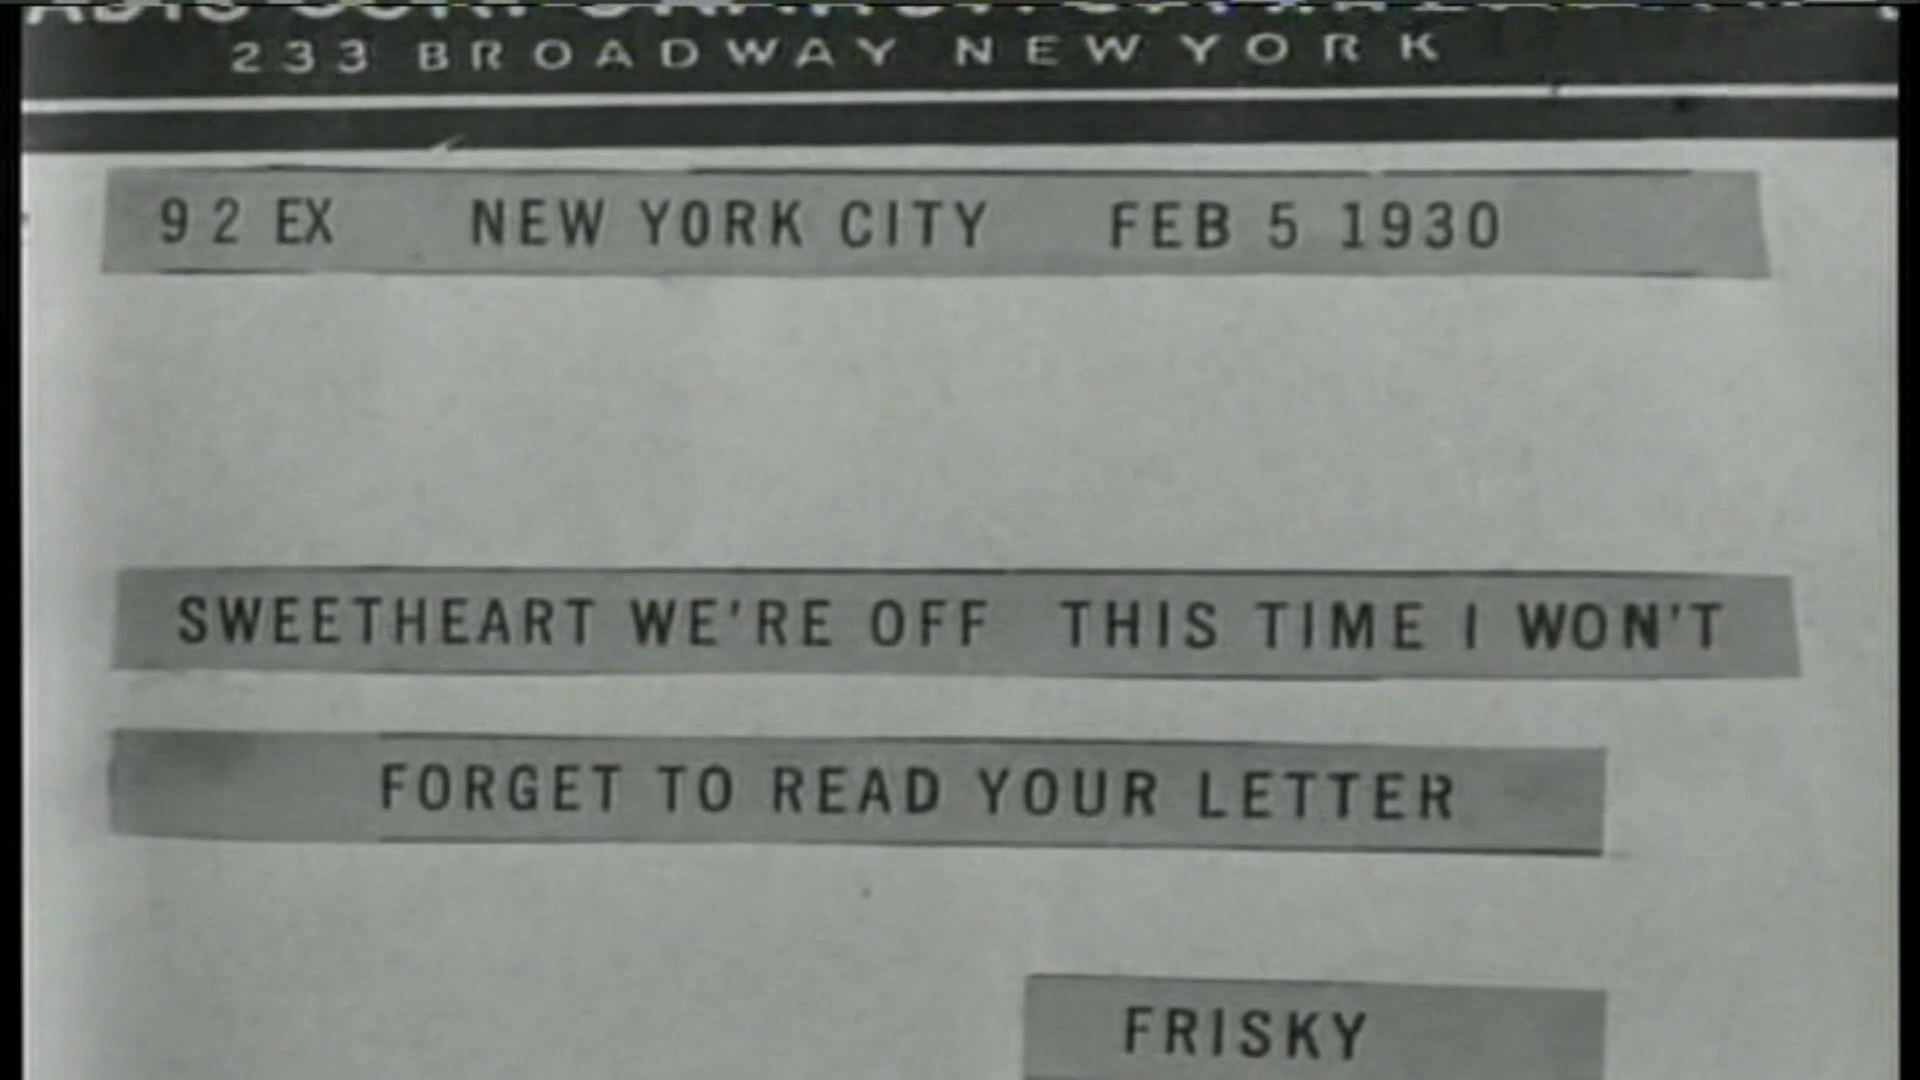 233 BROADWAY NEW YORK
92 EX NEW YORK CITY FEB 5 1930
SWEETHEART WE'RE OFF THIS TIME I WON'T
FORGET TO READ YOUR LETTER
FRISKY